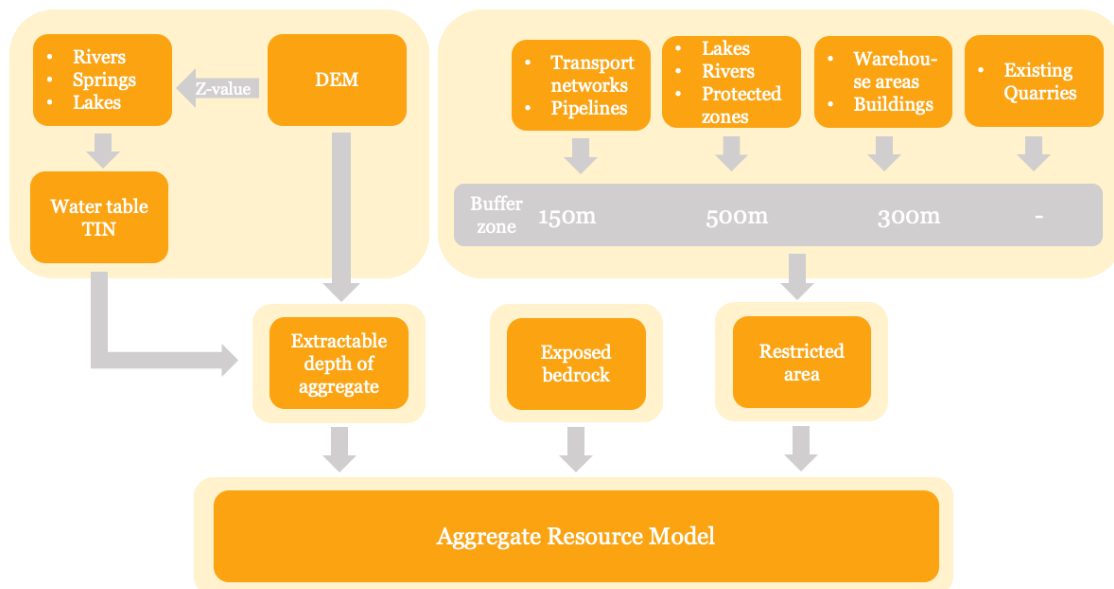 • Rivers
• Springs
• Lakes
Z-value
DEM
Water table
TIN
• Transport
networks
• Pipelines
• Lakes
• Rivers
• Protected
zones
• Warehou-
se areas
• Buildings
• Existing
Quarries
Buffer
zone
150m
500m
300m
-
Extractable
depth of
aggregate
Exposed
bedrock
Restricted
area
Aggregate Resource Model